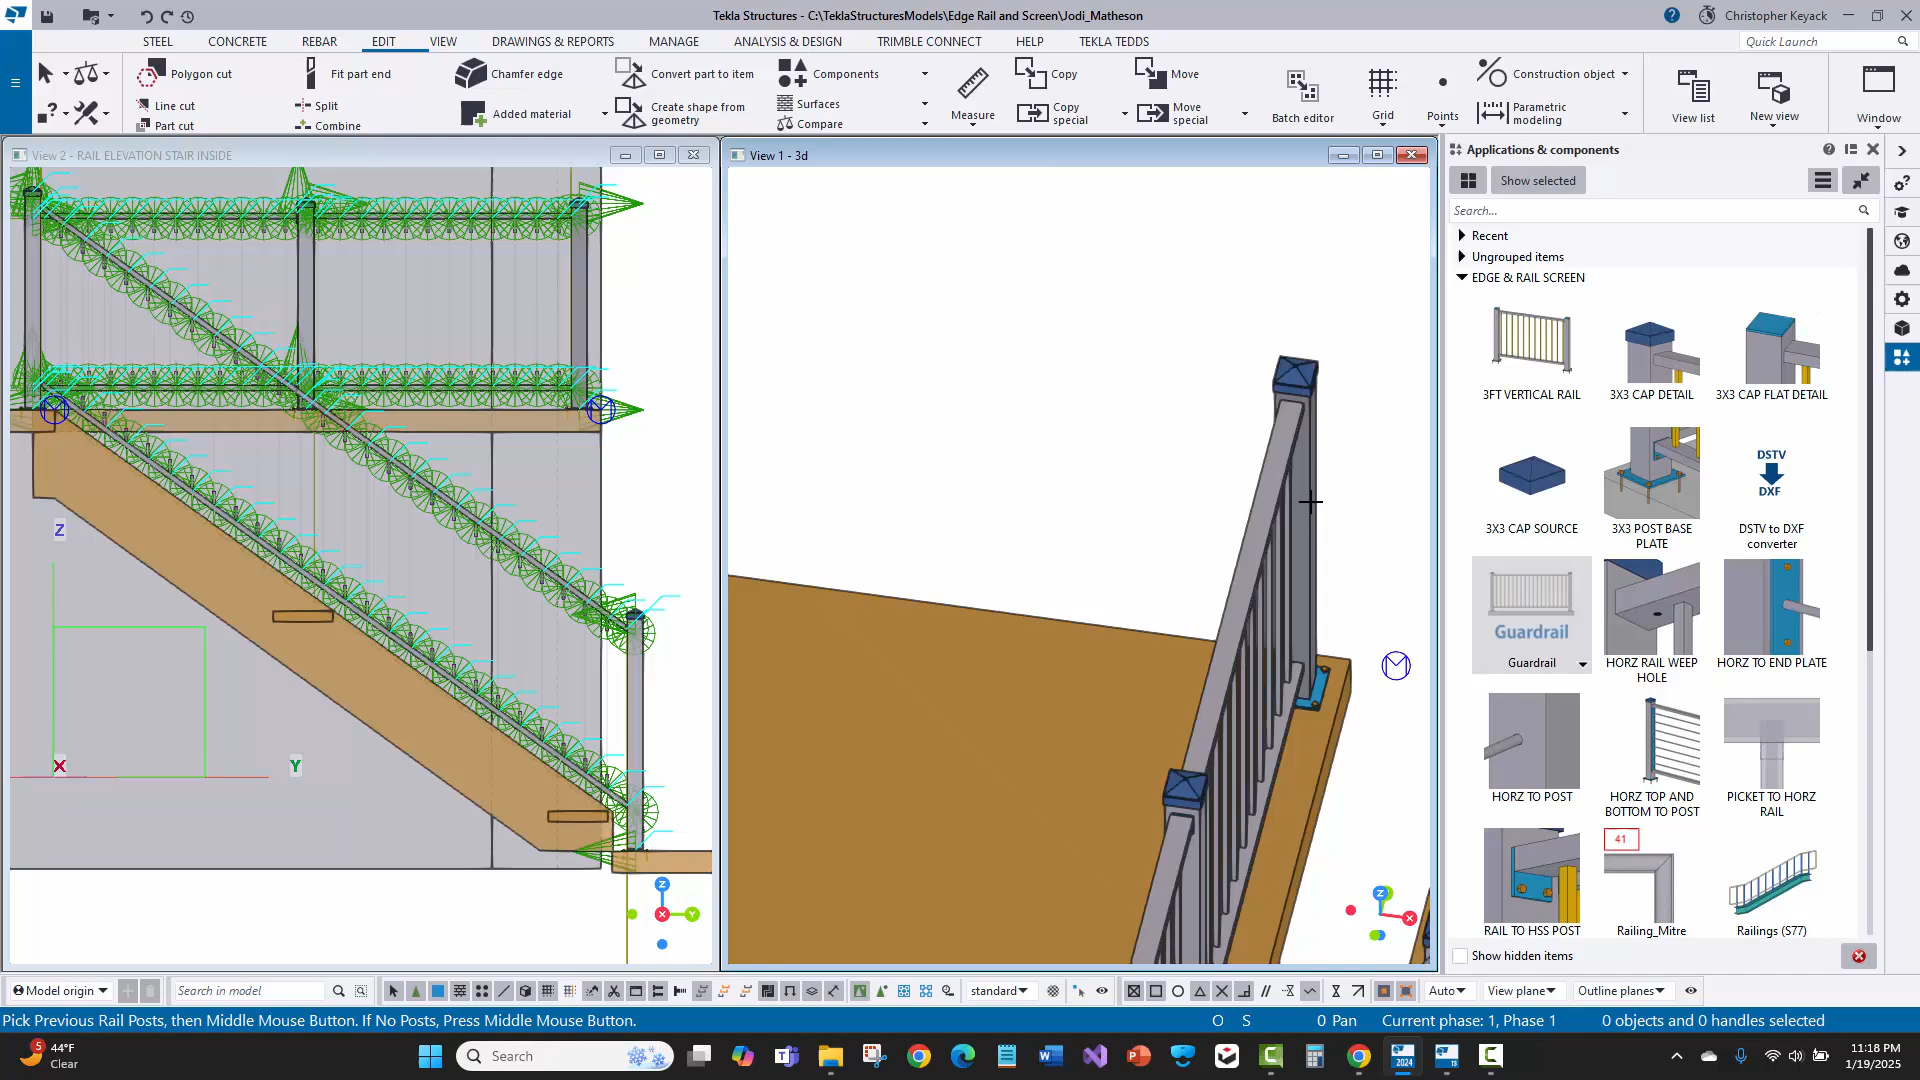 Tekla Structures - C:\TeklaStructuresModels\Edge Rail and Screen\Jodi_Matheson
Christopher Keyack
STEEL CONCRETE REBAR EDIT VIEW DRAWINGS & REPORTS MANAGE ANALYSIS & DESIGN TRIMBLE CONNECT HELP TEKLA TEDDS
Quick Launch
Polygon cut
Fit part end
Chamfer edge
Convert part to item
Components
Copy
Move
Construction object
Line cut
Split
Added material
Create shape from geometry
Surfaces
Measure
Copy special
Move special
Batch editor
Grid
Points
Parametric modeling
View list
New view
Window
Part cut
Combine
Compare
View 2 - RAIL ELEVATION STAIR INSIDE
Z
X
Y
Z
X
Y
View 1 - 3d
Z
X
Applications & components
Show selected
Search...
Recent
Ungrouped items
EDGE & RAIL SCREEN
3FT VERTICAL RAIL
3X3 CAP DETAIL
3X3 CAP FLAT DETAIL
DSTV
DXF
3X3 CAP SOURCE
3X3 POST BASE PLATE
DSTV to DXF converter
Guardrail
Guardrail
HORZ RAIL WEEP HOLE
HORZ TO END PLATE
HORZ TO POST
HORZ TOP AND BOTTOM TO POST
PICKET TO HORZ RAIL
41
RAIL TO HSS POST
Railing_Mitre
Railings (S77)
Show hidden items
Model origin
Search in model
standard
Auto
View plane
Outline planes
Pick Previous Rail Posts, then Middle Mouse Button. If No Posts, Press Middle Mouse Button.
O S 0 Pan Current phase: 1, Phase 1 0 objects and 0 handles selected
5
44°F
Clear
Search
2024
TS
11:18 PM
1/19/2025